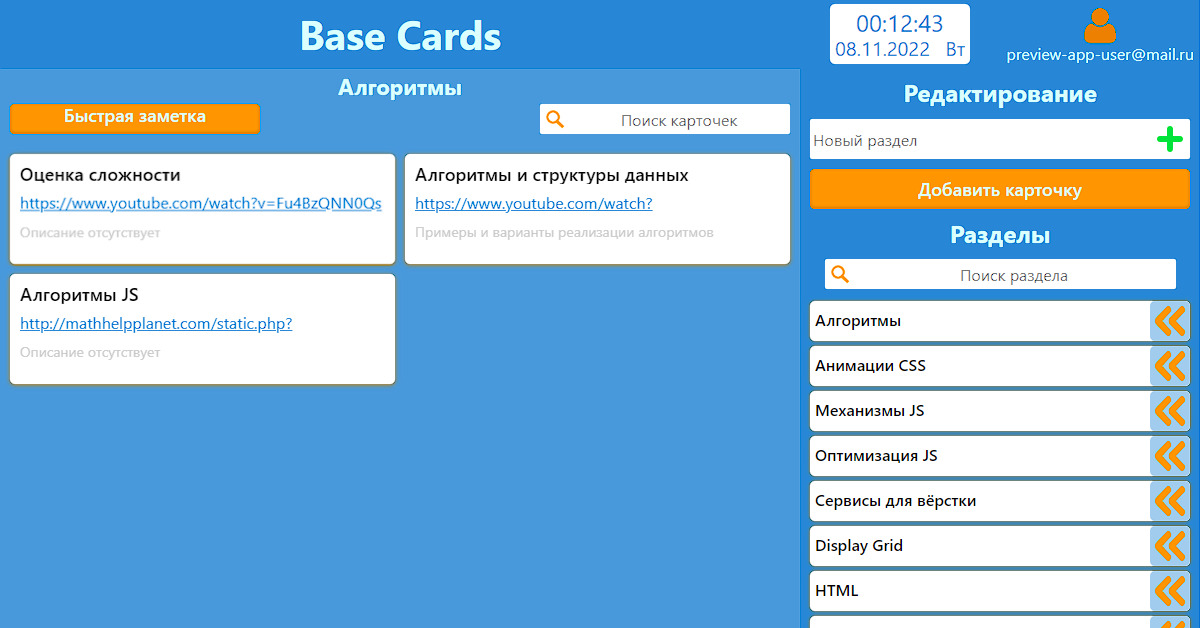 Base Cards
00:12:43
08.11.2022 Вт
preview-app-user@mail.ru
Алгоритмы
Быстрая заметка
Поиск карточек
Оценка сложности
https://www.youtube.com/watch?v=Fu4BzQNN0Qs
Описание отсутствует
Алгоритмы и структуры данных
https://www.youtube.com/watch?
Примеры и варианты реализации алгоритмов
Алгоритмы JS
http://mathhelpplanet.com/static.php?
Описание отсутствует
Редактирование
Новый раздел
Добавить карточку
Разделы
Поиск раздела
Алгоритмы
Анимации CSS
Механизмы JS
Оптимизация JS
Сервисы для вёрстки
Display Grid
HTML